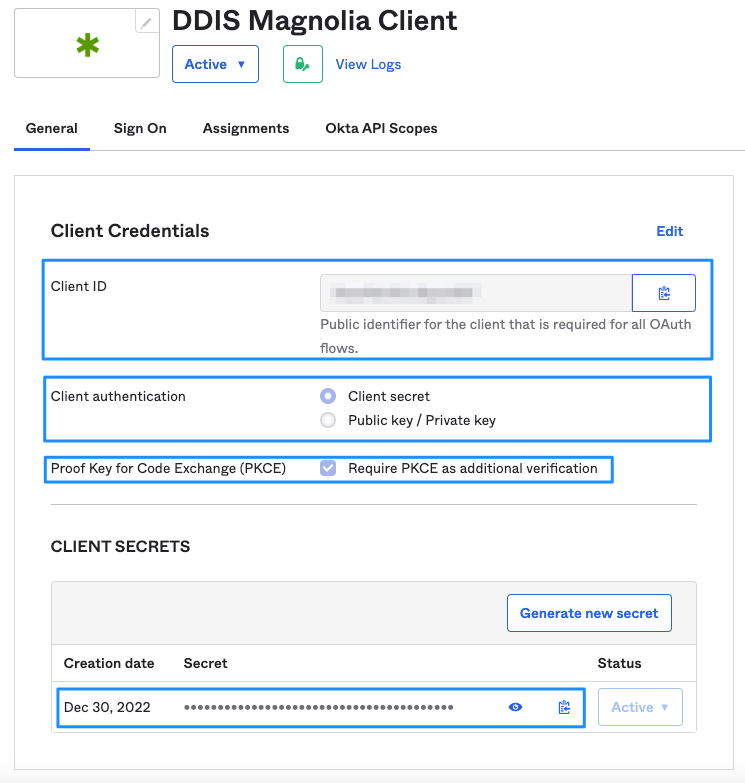 DDIS Magnolia Client
Active ▼
View Logs
General Sign On Assignments Okta API Scopes
Client Credentials
Edit
Client ID
Public identifier for the client that is required for all OAuth
flows.
Client authentication
Client secret
Public key / Private key
Proof Key for Code Exchange (PKCE)
Require PKCE as additional verification
CLIENT SECRETS
Generate new secret
Creation date Secret Status
Dec 30, 2022 •••••••••••••••••••••••••••••••••••••••• Active ▼